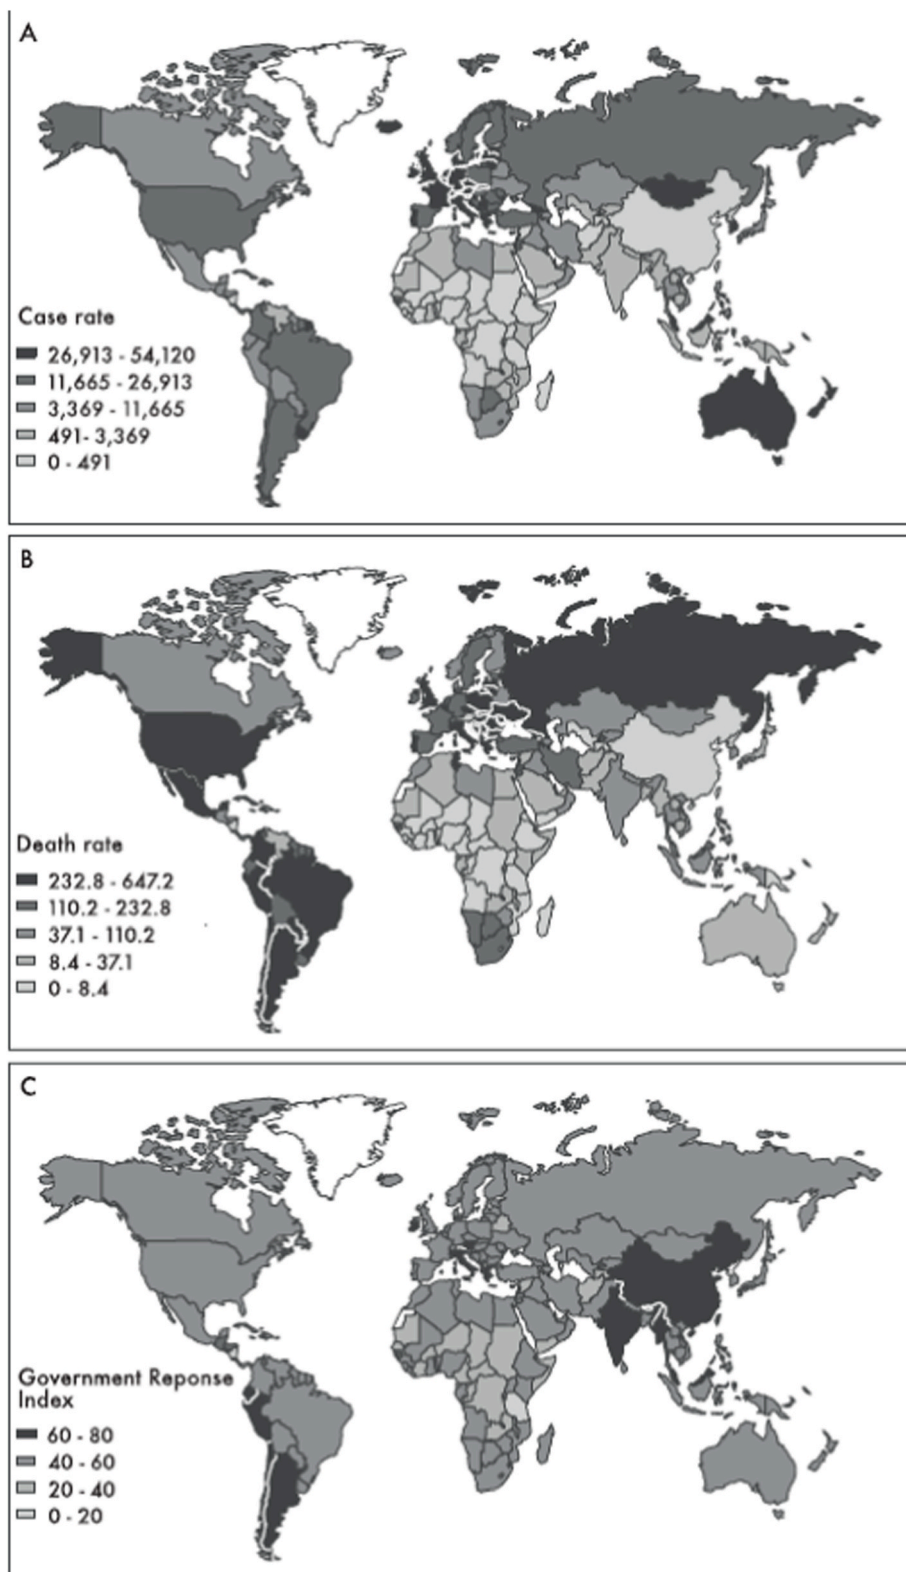 A
Case rate
26,913 - 54,120
11,665 - 26,913
3,369 - 11,665
491- 3,369
0 - 491
B
Death rate
232.8 - 647.2
110.2 - 232.8
37.1 - 110.2
8.4 - 37.1
0 - 8.4
C
Government Reponse
Index
60 - 80
40 - 60
20 - 40
0 - 20